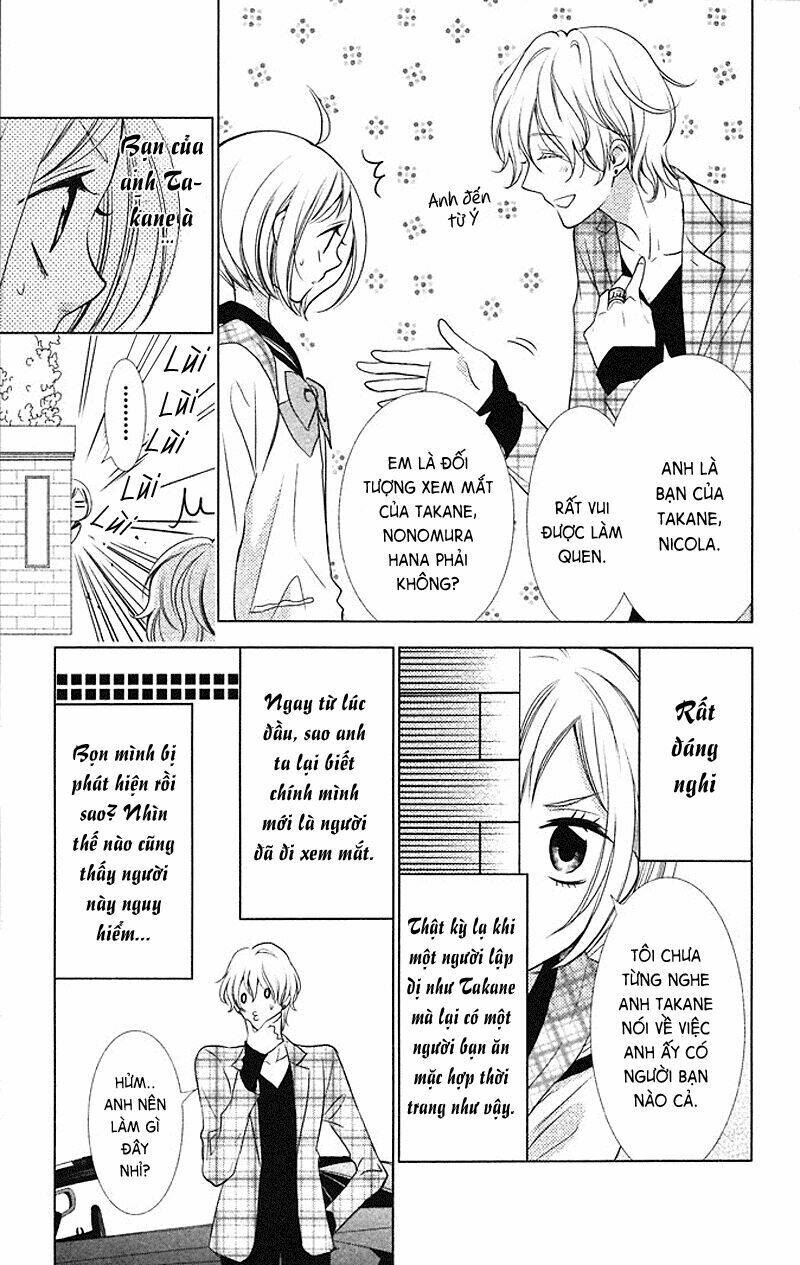 ANH LÀ
BẠN CỦA
TAKANE,
NICOLA.
RẤT VUI
ĐƯỢC LÀM
QUEN.
Anh đến
từ Ý
EM LÀ ĐỐI
TƯỢNG XEM MẮT
CỦA TAKANE,
NONOMURA
HANA PHẢI
KHÔNG?
Bạn của
anh Ta-
kane à
...
Lùi
Lùi
Lùi
Lùi
Lùi
........
Rất
đáng
nghi
TÔI CHƯA
TỪNG NGHE
ANH TAKANE
NÓI VỀ VIỆC
ANH ẤY CÓ
NGƯỜI BẠN
NÀO CẢ.
Thật kỳ lạ khi
một người lập
dị như Takane
mà lại có một
người bạn ăn
mặc hợp thời
trang như vậy.
Ngay từ lúc
đầu, sao anh
ta lại biết
chính mình
mới là người
đã đi xem mắt.
Bọn mình bị
phát hiện rồi
sao? Nhìn
thế nào cũng
thấy người
này nguy
hiểm...
HỬM..
ANH NÊN
LÀM GÌ
ĐÂY
NHỈ?